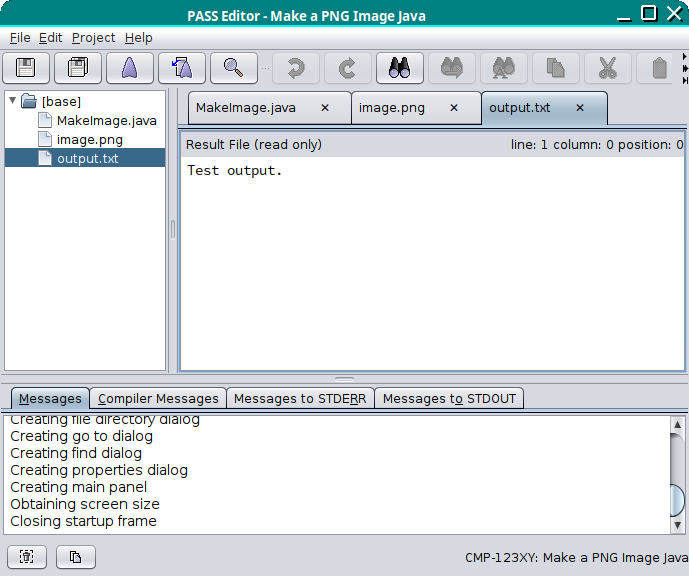 PASS Editor - Make a PNG Image Java
File Edit Project Help
[base]
MakeImage.java
image.png
output.txt
MakeImage.java × image.png × output.txt ×
Result File (read only) line: 1 column: 0 position: 0
Test output.
Messages Compiler Messages Messages to STDERR Messages to STDOUT
Creating file directory dialog
Creating go to dialog
Creating find dialog
Creating properties dialog
Creating main panel
Obtaining screen size
Closing startup frame
CMP-123XY: Make a PNG Image Java